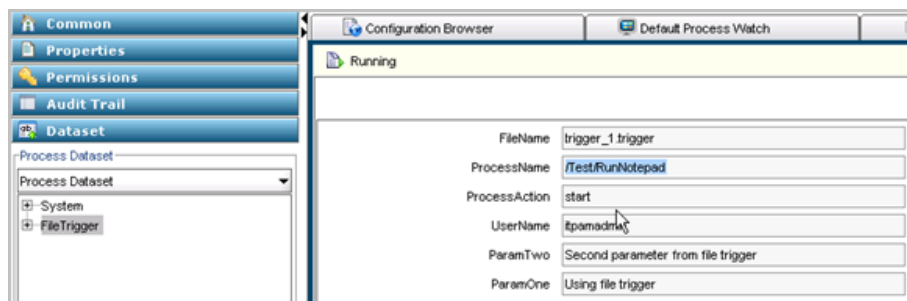 Common
Properties
Permissions
Audit Trail
Dataset
Process Dataset
Process Dataset
System
FileTrigger
Configuration Browser
Default Process Watch
Running
FileName trigger_1.trigger
ProcessName /Test/RunNotepad
ProcessAction start
UserName
ParamTwo Second parameter from file trigger
ParamOne Using file trigger